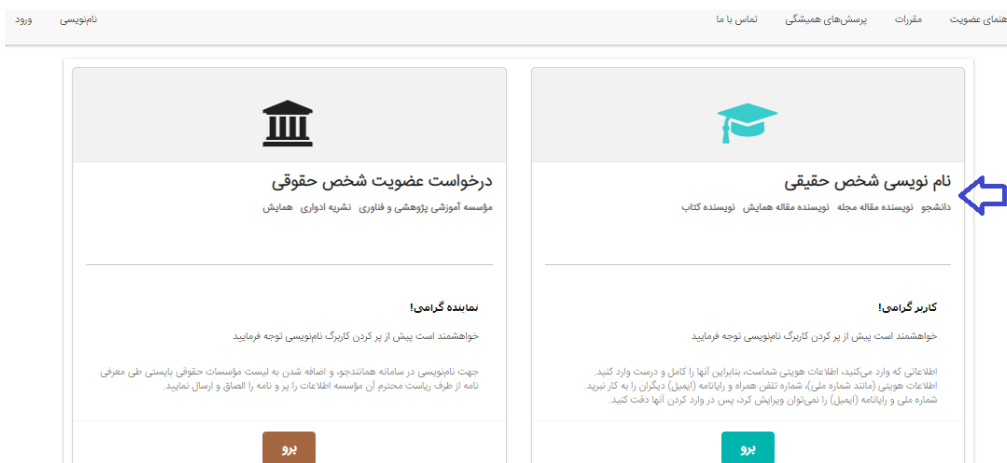 هنمای عضویت مقررات پرسش‌های همیشگی تماس با ما نام‌نویسی ورود
نام نویسی شخص حقیقی
دانشجو نویسنده مقاله مجله نویسنده مقاله همایش نویسنده کتاب
کاربر گرامی!
خواهشمند است پیش از پر کردن کاربرگ نام‌نویسی توجه فرمایید
اطلاعاتی که وارد می‌کنید، اطلاعات هویتی شماست، بنابراین آنها را کامل و درست وارد کنید.
اطلاعات هویتی (مانند شماره ملی)، شماره تلفن همراه و رایانامه (ایمیل) دیگران را به کار نبرید.
شماره ملی و رایانامه (ایمیل) را نمی‌توان ویرایش کرد، پس در وارد کردن آنها دقت کنید.
برو
درخواست عضویت شخص حقوقی
مؤسسه آموزشی پژوهشی و فناوری نشریه ادواری همایش
نماینده گرامی!
خواهشمند است پیش از پر کردن کاربرگ نام‌نویسی توجه فرمایید
جهت نام‌نویسی در سامانه همانندجو، و اضافه شدن به لیست مؤسسات حقوقی بایستی طی معرفی
نامه از طرف ریاست محترم آن مؤسسه اطلاعات را پر و نامه را الصاق و ارسال نمایید.
برو